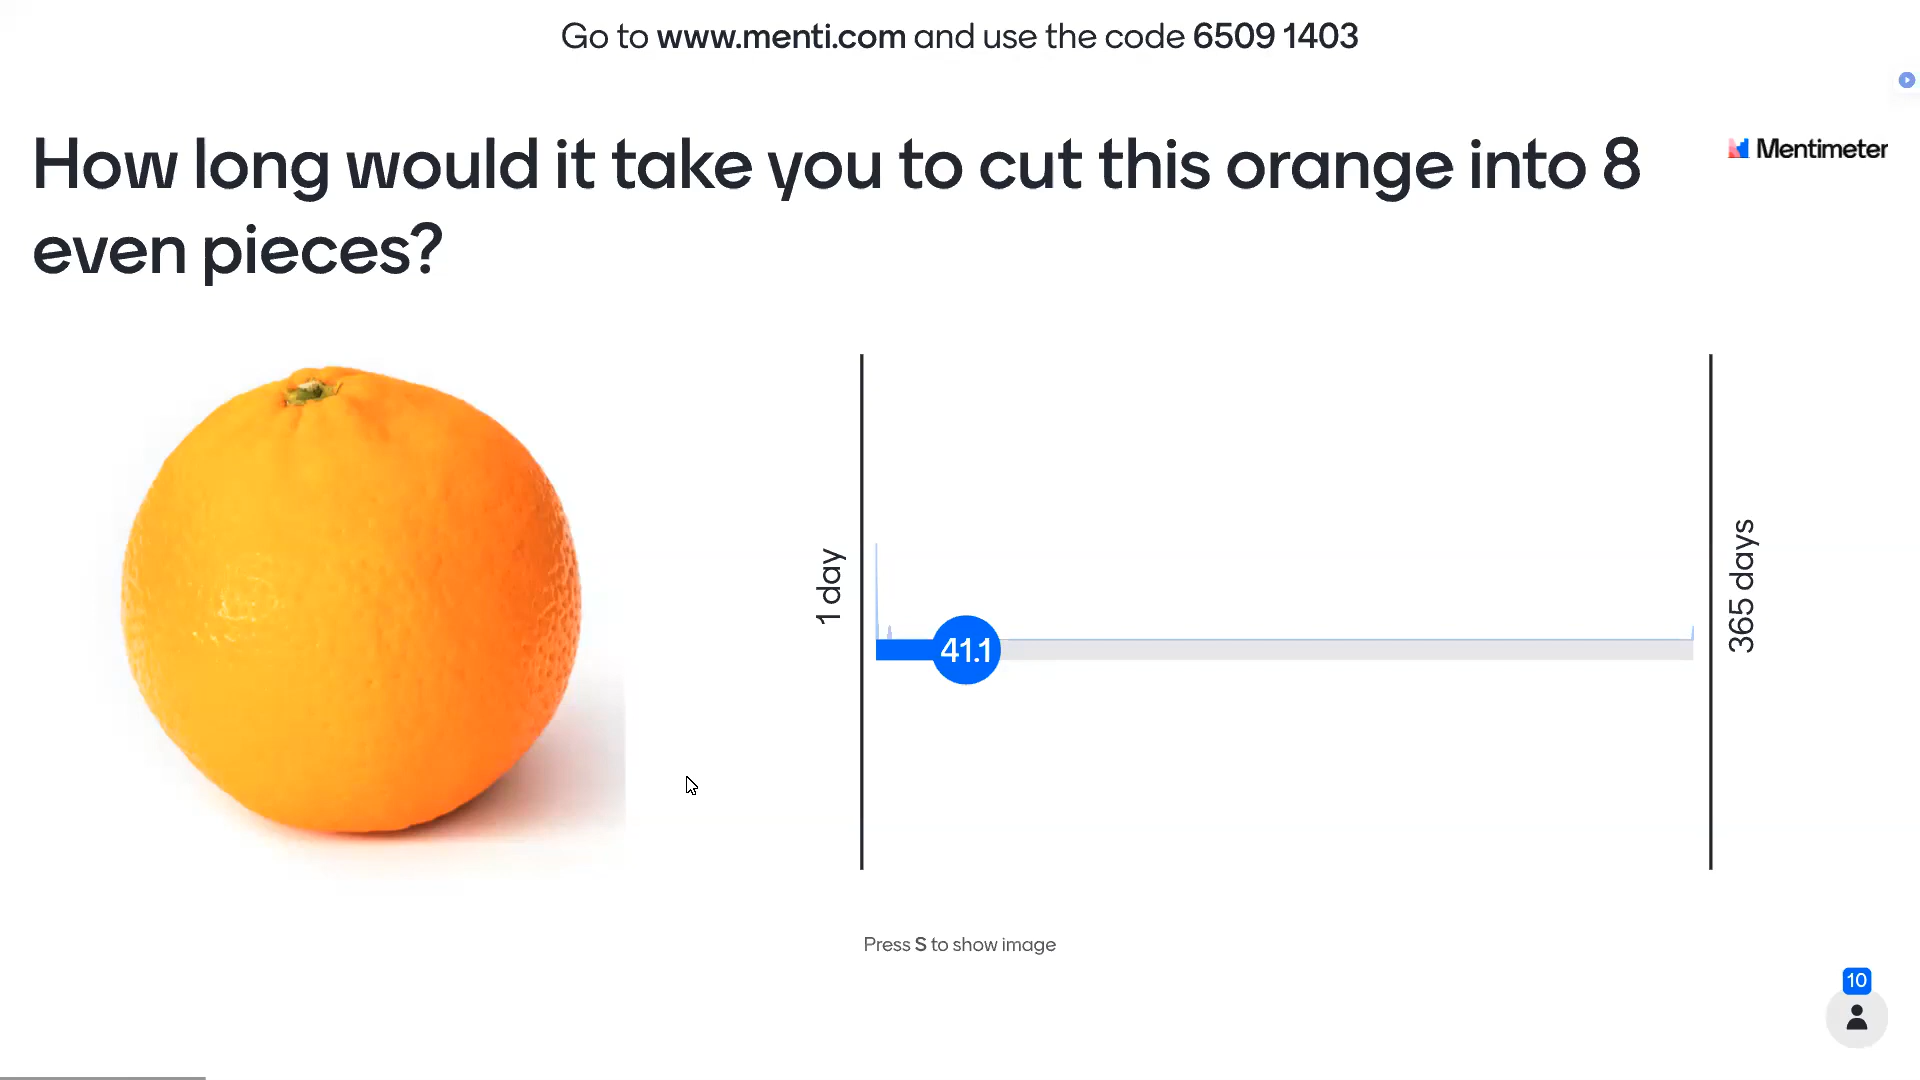 Go to www.menti.com and use the code 6509 1403
How long would it take you to cut this orange into 8
even pieces?
Mentimeter
1 day
41.1
365 days
Press S to show image
10